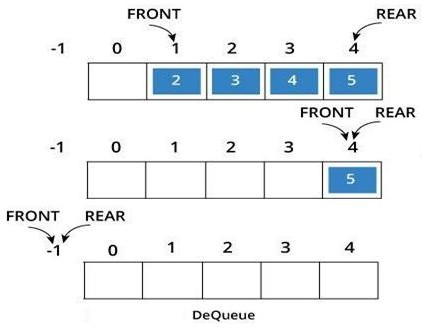 FRONT REAR
-1 0 1 2 3 4
2 3 4 5
FRONT REAR
-1 0 1 2 3 4
5
FRONT REAR
-1 0 1 2 3 4
DeQueue